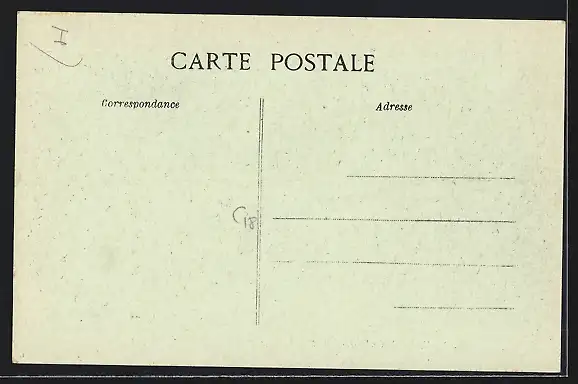 I
CARTE POSTALE
Correspondance
Adresse
C18